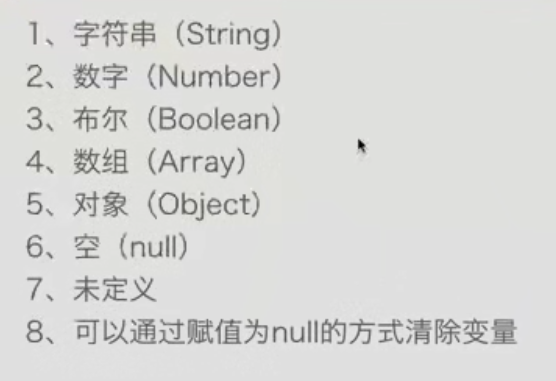 1、字符串（String）
2、数字（Number）
3、布尔（Boolean）
4、数组（Array）
5、对象（Object）
6、空（null）
7、未定义
8、可以通过赋值为null的方式清除变量